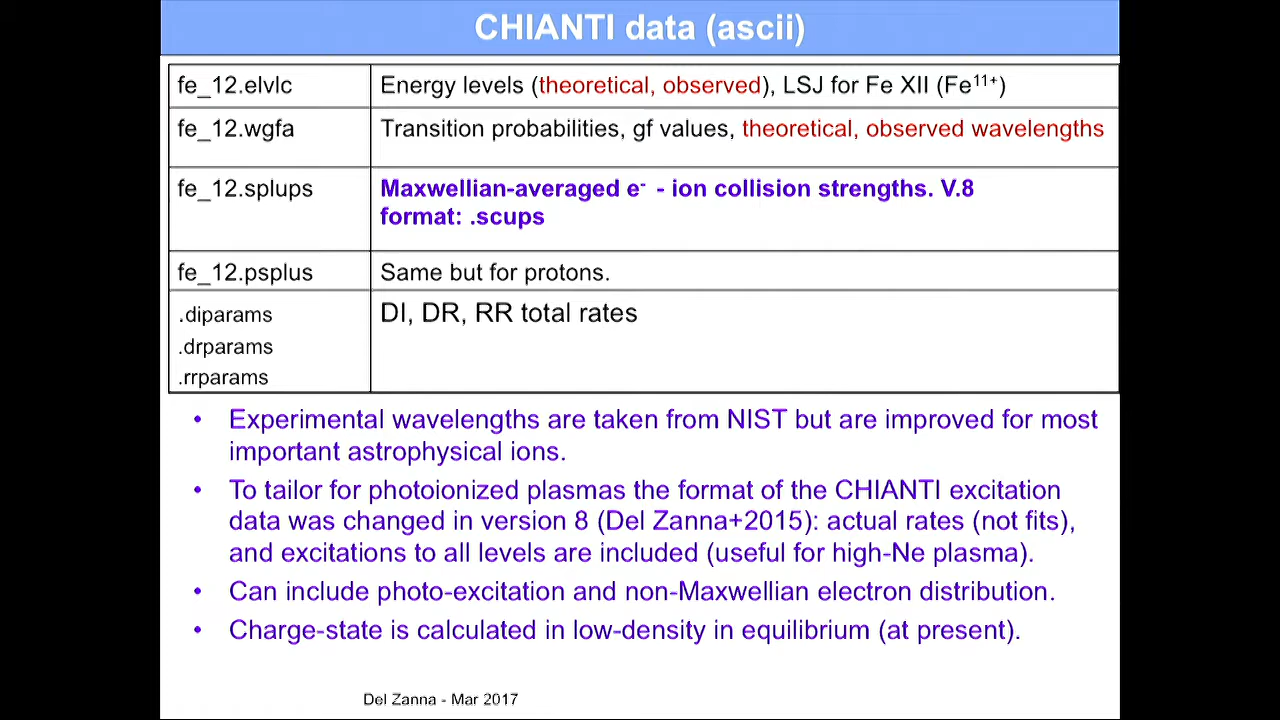 CHIANTI data (ascii)
fe_12.elvlc
Energy levels (theoretical, observed), LSJ for Fe XII (Fe11+)
fe_12.wgfa
Transition probabilities, gf values, theoretical, observed wavelengths
fe_12.splups
Maxwellian-averaged e- - ion collision strengths. V.8
format: .scups
fe_12.psplus
Same but for protons.
.diparams
.drparams
.rrparams
DI, DR, RR total rates
• Experimental wavelengths are taken from NIST but are improved for most
important astrophysical ions.
• To tailor for photoionized plasmas the format of the CHIANTI excitation
data was changed in version 8 (Del Zanna+2015): actual rates (not fits),
and excitations to all levels are included (useful for high-Ne plasma).
• Can include photo-excitation and non-Maxwellian electron distribution.
• Charge-state is calculated in low-density in equilibrium (at present).
Del Zanna - Mar 2017